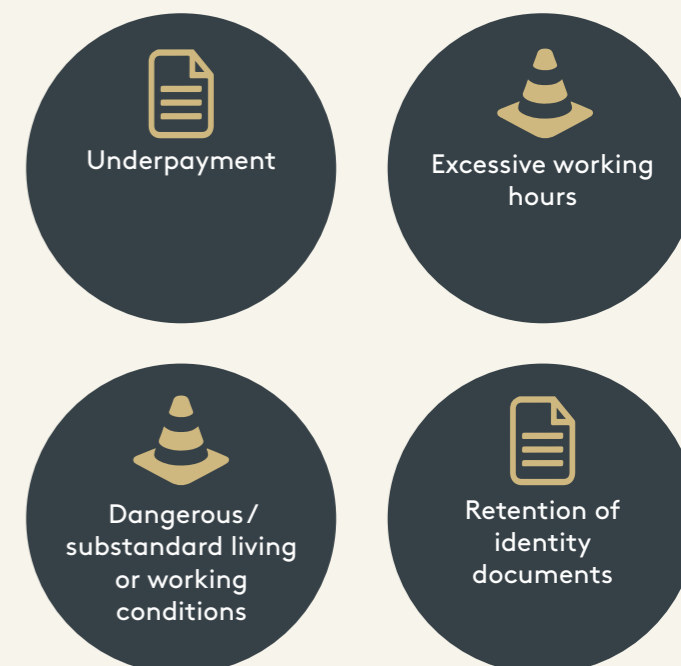 Underpayment
Excessive working
hours
Dangerous /
substandard living
or working
conditions
Retention of
identity
documents